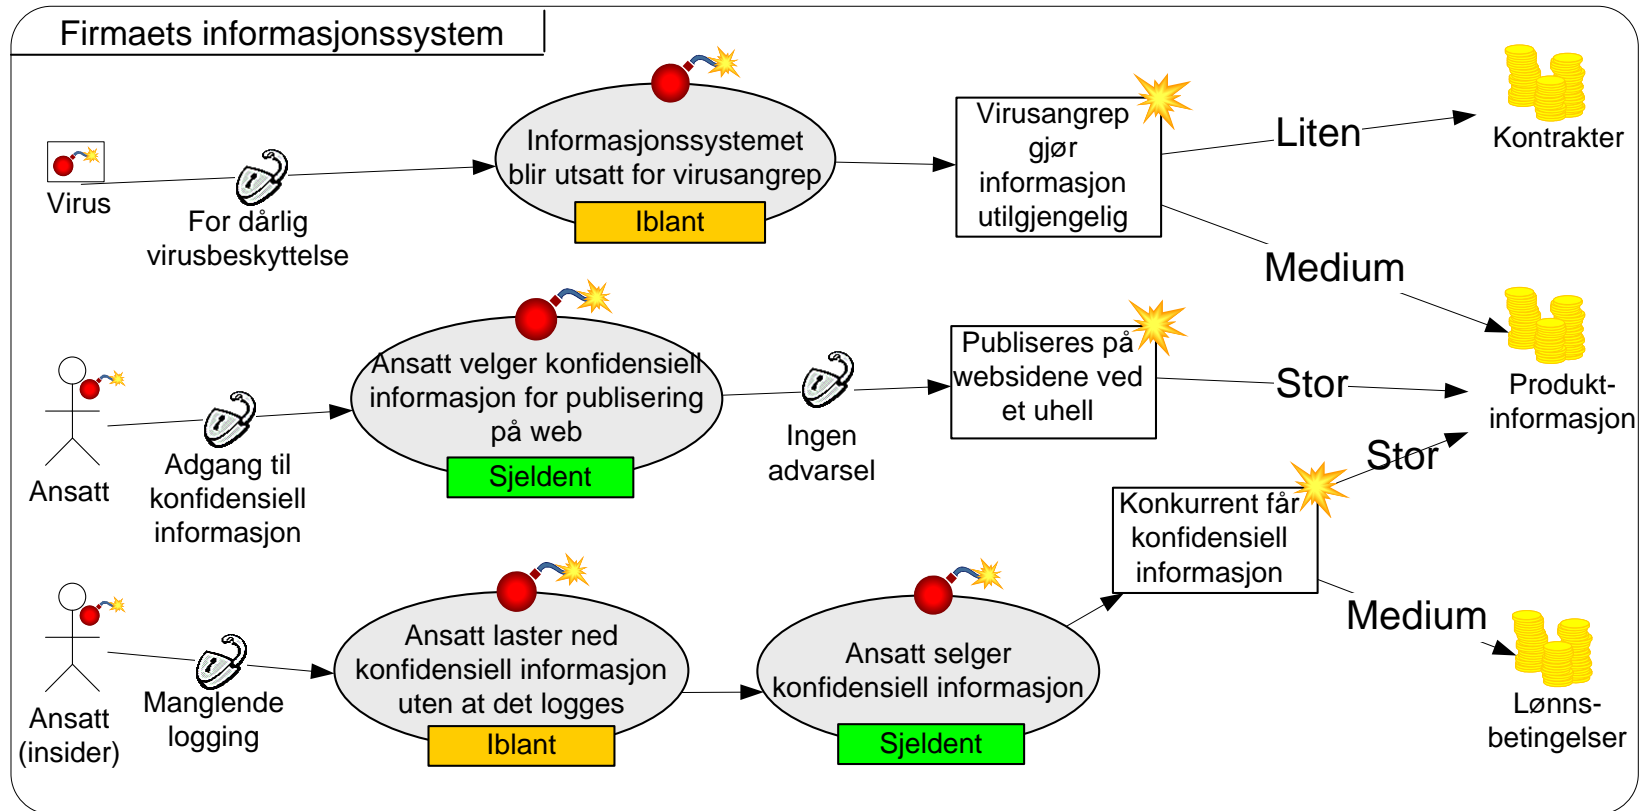 Firmaets informasjonssystem
Virus
For dårlig
virusbeskyttelse
Informasjonssystemet
blir utsatt for virusangrep
Iblant
Virusangrep
gjør
informasjon
utilgjengelig
Liten
Kontrakter
Medium
Ansatt
Adgang til
konfidensiell
informasjon
Ansatt velger konfidensiell
informasjon for publisering
på web
Sjeldent
Ingen
advarsel
Publiseres på
websidene ved
et uhell
Stor
Produkt-
informasjon
Ansatt
(insider)
Manglende
logging
Ansatt laster ned
konfidensiell informasjon
uten at det logges
Iblant
Ansatt selger
konfidensiell informasjon
Sjeldent
Konkurrent får
konfidensiell
informasjon
Stor
Medium
Lønns-
betingelser